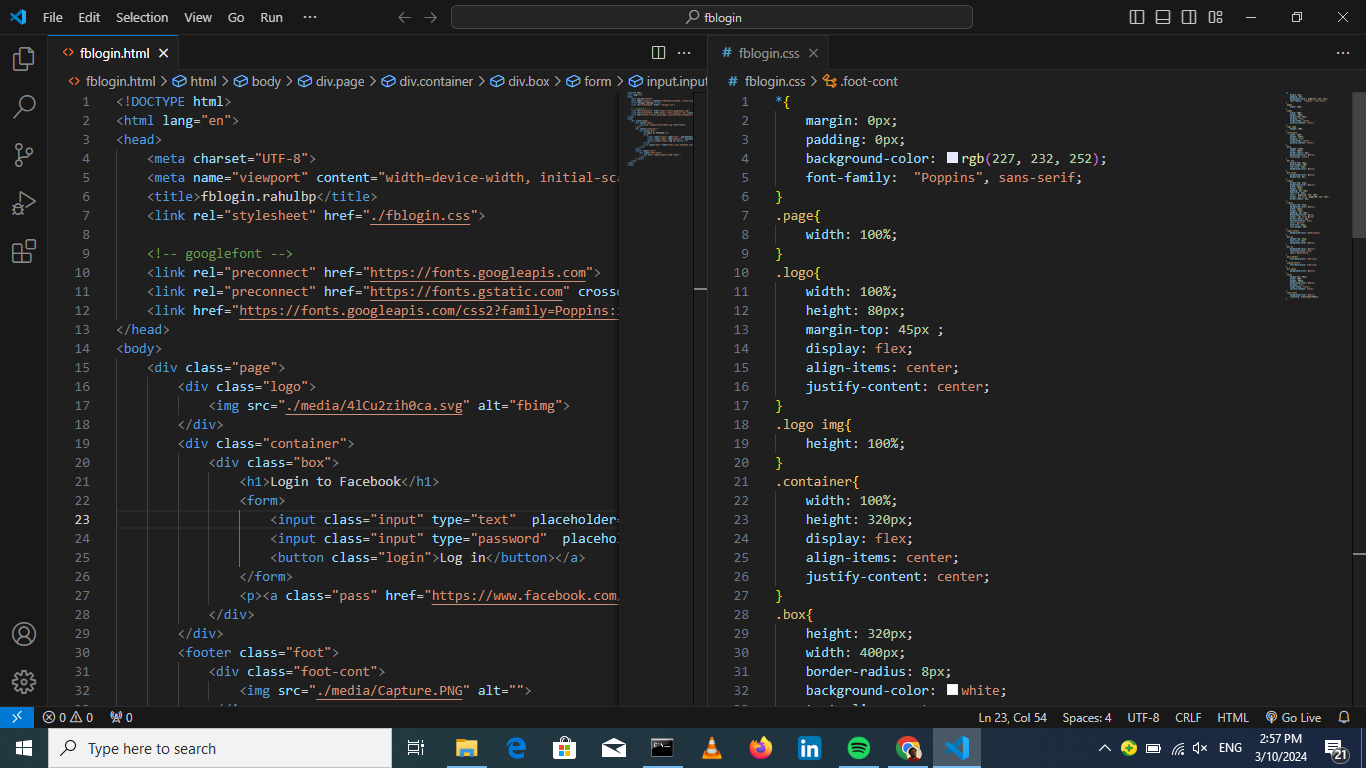 File Edit Selection View Go Run ··· fblogin
fblogin.html
fblogin.html > html > body > div.page > div.container > div.box > form > input.input
1 <!DOCTYPE html>
2 <html lang="en">
3 <head>
4 <meta charset="UTF-8">
5 <meta name="viewport" content="width=device-width, initial-sca
6 <title>fblogin.rahulbp</title>
7 <link rel="stylesheet" href="./fblogin.css">
8
9 <!-- googlefont -->
10 <link rel="preconnect" href="https://fonts.googleapis.com">
11 <link rel="preconnect" href="https://fonts.gstatic.com" crosso
12 <link href="https://fonts.googleapis.com/css2?family=Poppins:
13 </head>
14 <body>
15 <div class="page">
16 <div class="logo">
17 <img src="./media/4lCu2zih0ca.svg" alt="fbimg">
18 </div>
19 <div class="container">
20 <div class="box">
21 <h1>Login to Facebook</h1>
22 <form>
23 <input class="input" type="text"  placeholder=
24 <input class="input" type="password"  placehol
25 <button class="login">Log in</button></a>
26 </form>
27 <p><a class="pass" href="https://www.facebook.com/
28 </div>
29 </div>
30 <footer class="foot">
31 <div class="foot-cont">
32 <img src="./media/Capture.PNG" alt="">
fblogin.css
fblogin.css > .foot-cont
1 *{
2 margin: 0px;
3 padding: 0px;
4 background-color: rgb(227, 232, 252);
5 font-family:  "Poppins", sans-serif;
6 }
7 .page{
8 width: 100%;
9 }
10 .logo{
11 width: 100%;
12 height: 80px;
13 margin-top: 45px ;
14 display: flex;
15 align-items: center;
16 justify-content: center;
17 }
18 .logo img{
19 height: 100%;
20 }
21 .container{
22 width: 100%;
23 height: 320px;
24 display: flex;
25 align-items: center;
26 justify-content: center;
27 }
28 .box{
29 height: 320px;
30 width: 400px;
31 border-radius: 8px;
32 background-color: white;
0 0 0 Ln 23, Col 54 Spaces: 4 UTF-8 CRLF HTML Go Live
Type here to search ENG 2:57 PM
3/10/2024 21